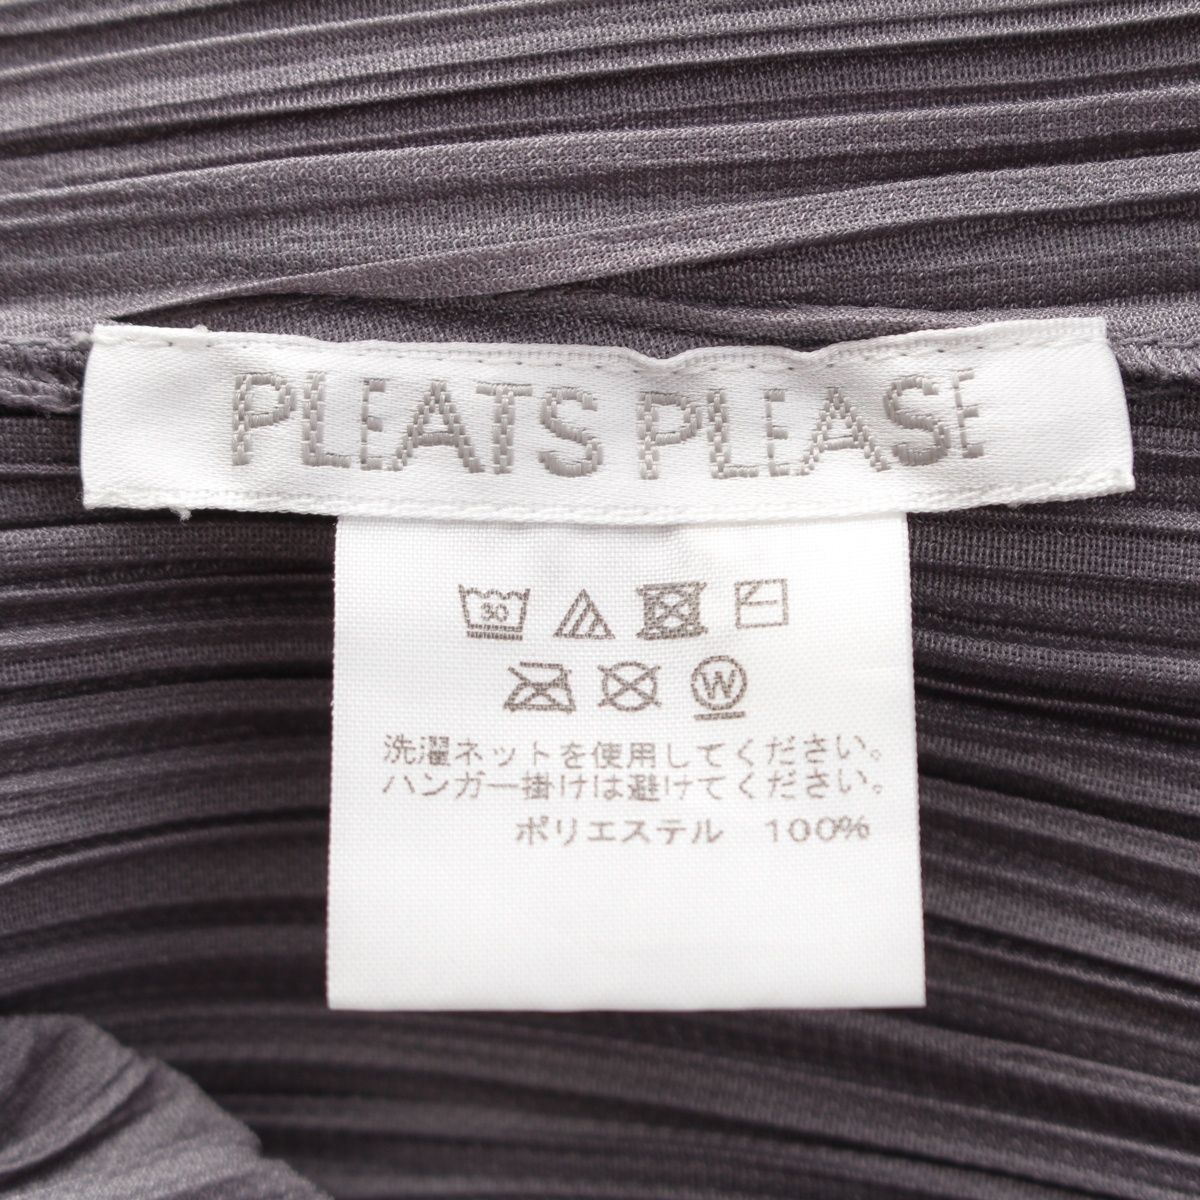 PLEATS PLEASE
30
W
洗濯ネットを使用してください。
ハンガー掛けは避けてください。
ポリエステル 100%